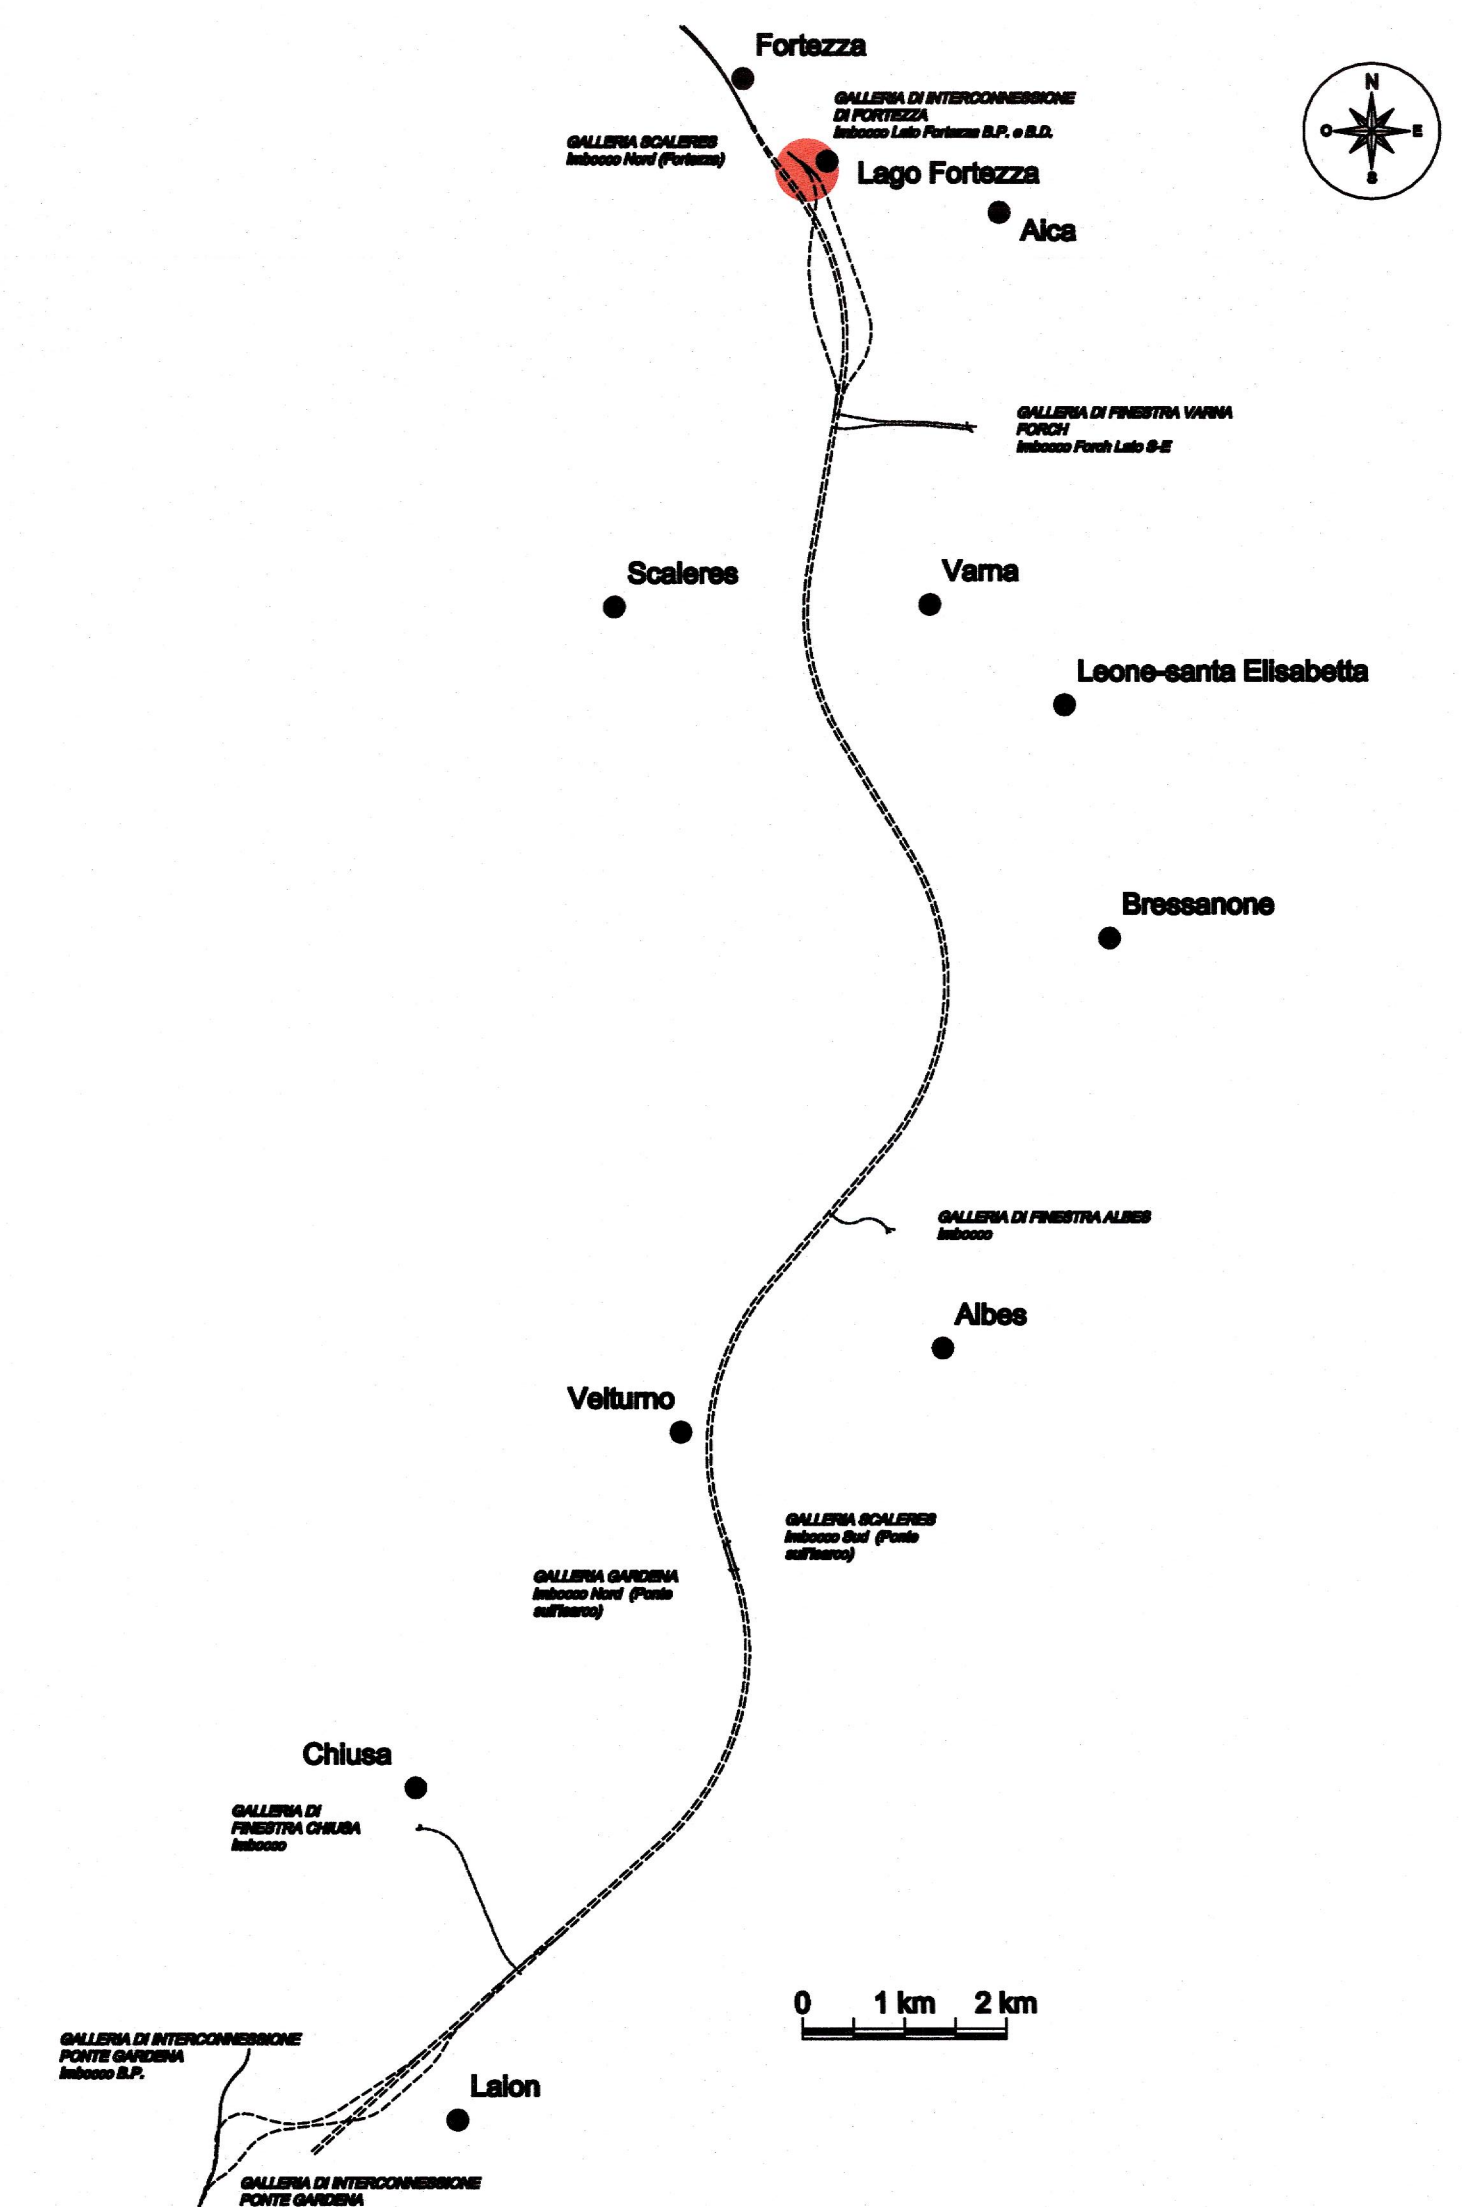 Fortezza
N
O
E
S
GALLERIA DI INTERCONNESSIONE
DI FORTEZZA
Imbocco Lato Fortezza B.P. e B.D.
GALLERIA SCALERES
Imbocco Nord (Fortezza)
Lago Fortezza
Aica
GALLERIA DI FINESTRA VARNA
FORCH
Imbocco Forch Lato S-E
Scaleres
Varna
Leone-santa Elisabetta
Bressanone
GALLERIA DI FINESTRA ALBES
Imbocco
Albes
Velturno
GALLERIA SCALERES
Imbocco Sud (Ponte
sull'Isarco)
GALLERIA GARDENA
Imbocco Nord (Ponte
sull'Isarco)
Chiusa
GALLERIA DI
FINESTRA CHIUSA
Imbocco
0 1 km 2 km
GALLERIA DI INTERCONNESSIONE
PONTE GARDENA
Imbocco B.P.
Laion
GALLERIA DI INTERCONNESSIONE
PONTE GARDENA